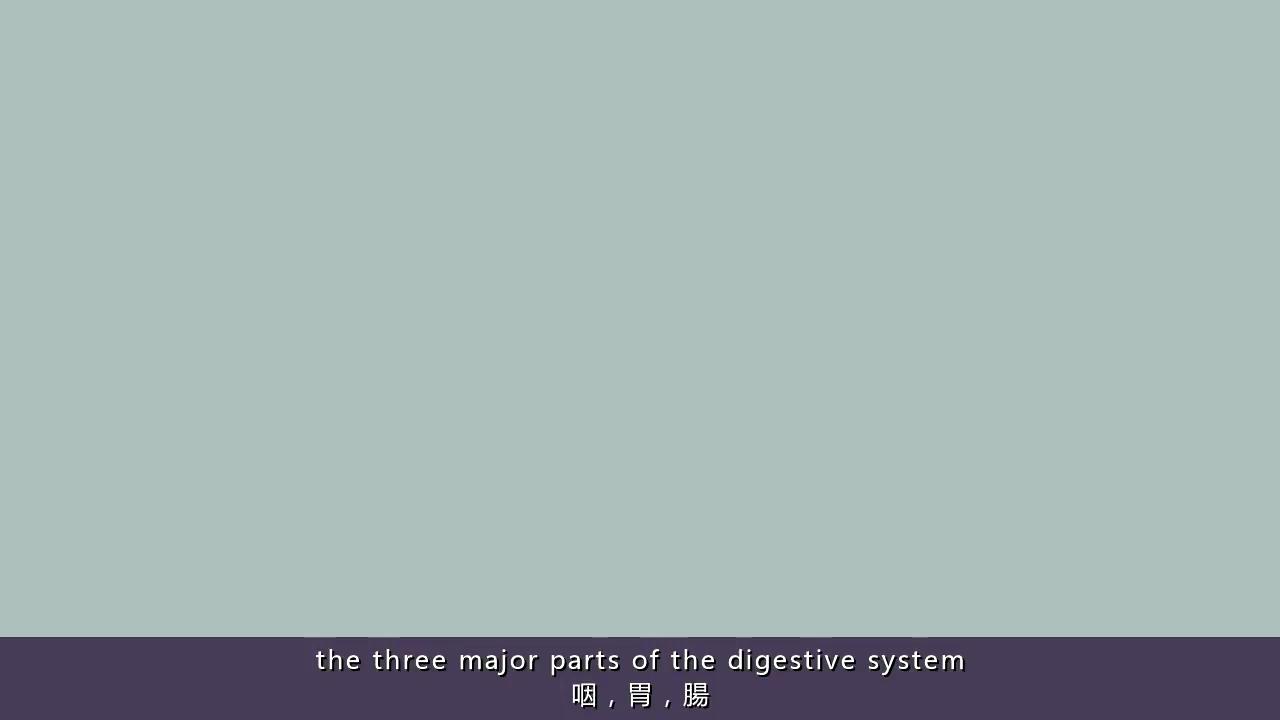 the three major parts of the digestive system
咽，胃，腸